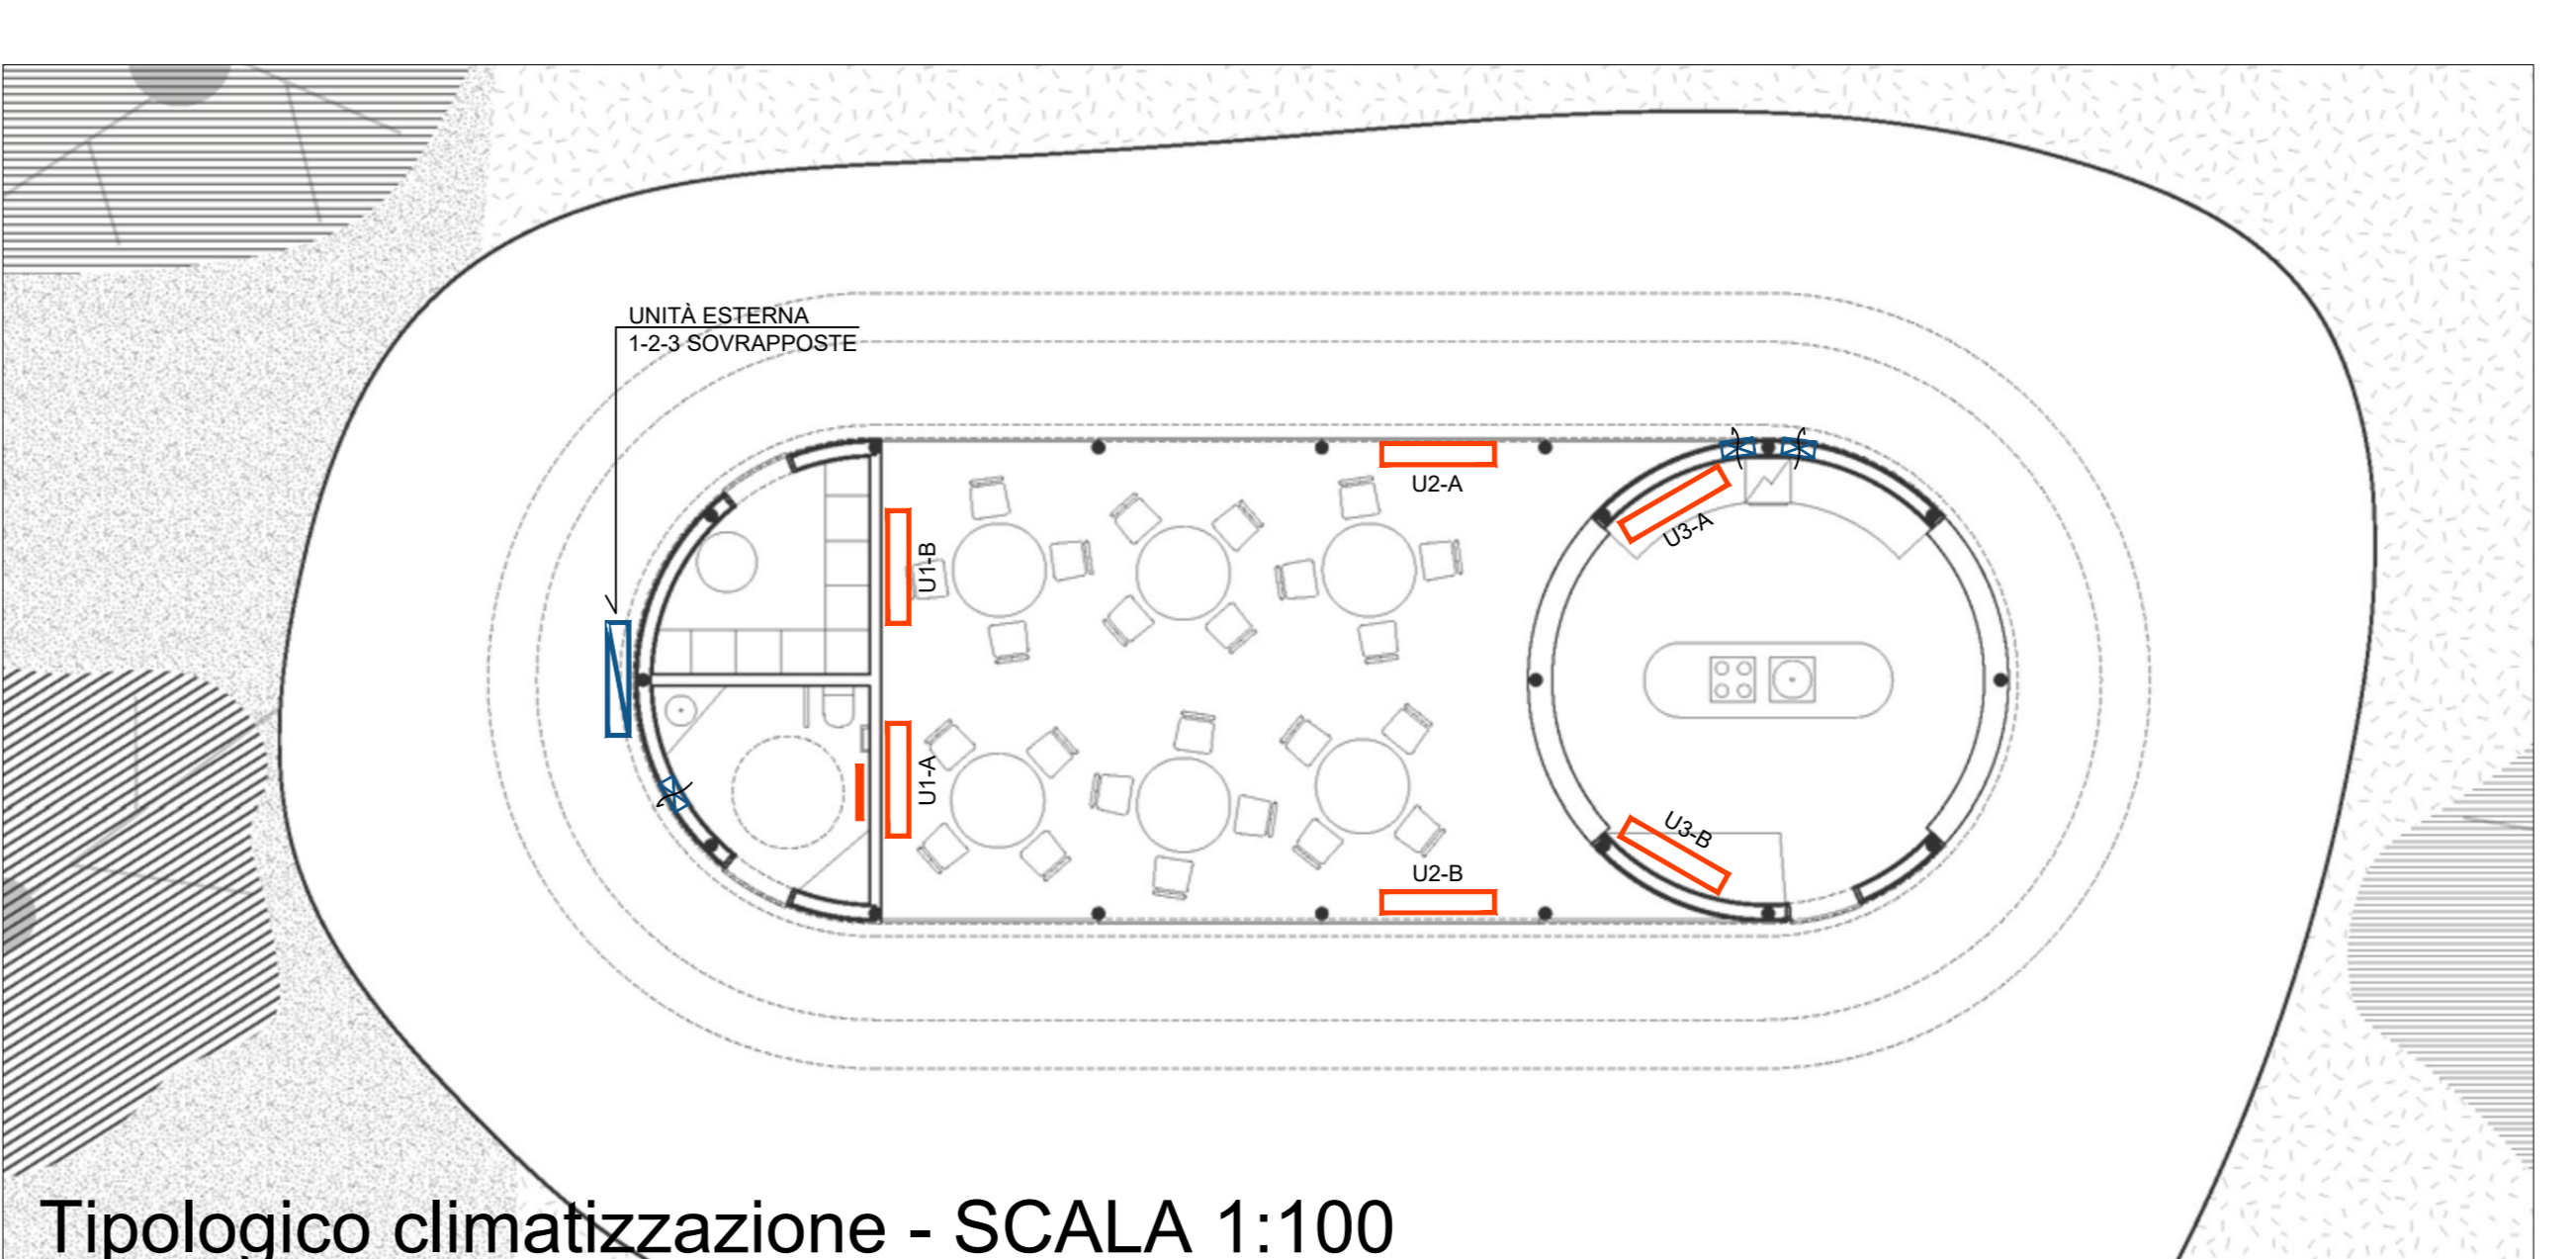 UNITÀ ESTERNA
1-2-3 SOVRAPPOSTE
U2-A
U3-A
U1-B
U1-A
U3-B
U2-B
Tipologico climatizzazione - SCALA 1:100